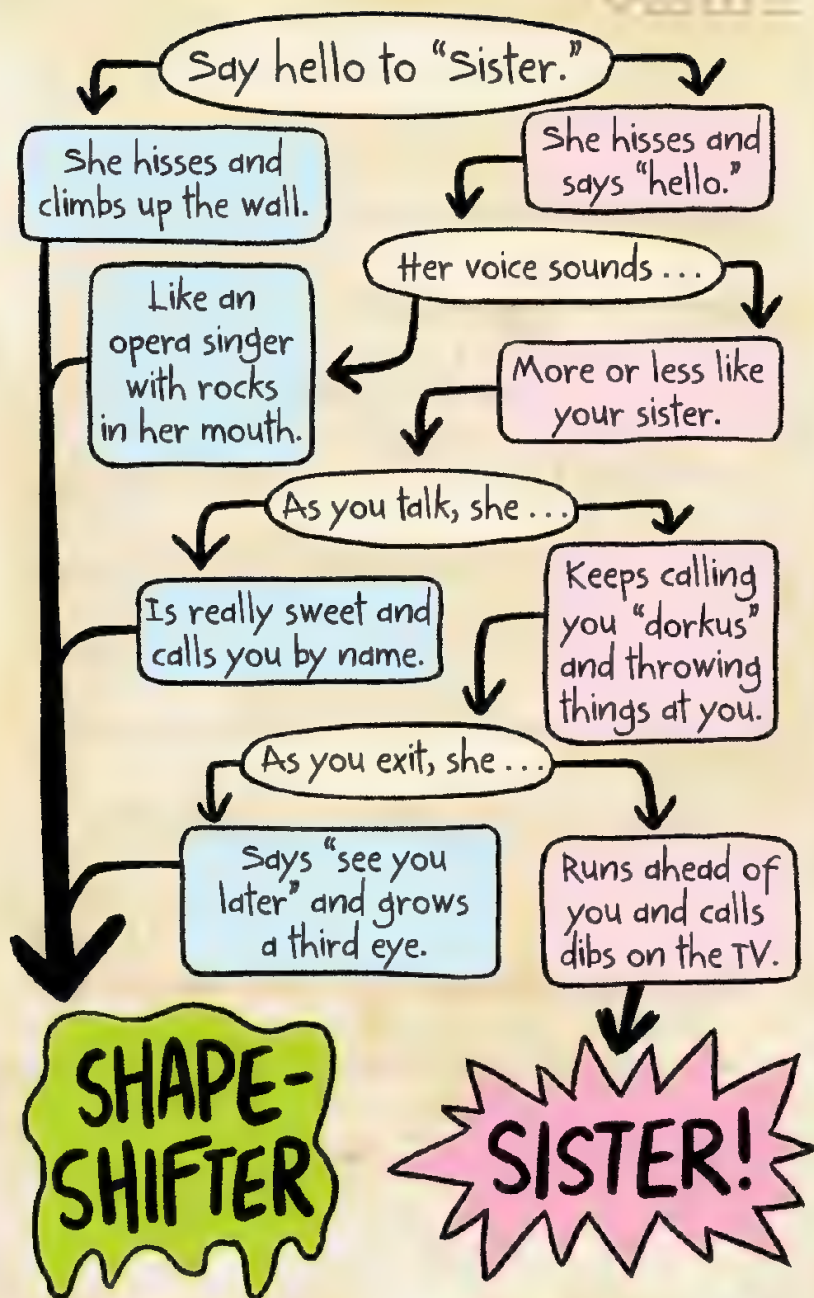 Say hello to “Sister.”
She hisses and
climbs up the wall.
She hisses and
says “hello.”
Her voice sounds . . .
Like an
opera singer
with rocks
in her mouth.
More or less like
your sister.
As you talk, she . . .
Is really sweet and
calls you by name.
Keeps calling
you “dorkus”
and throwing
things at you.
As you exit, she . . .
Says “see you
later” and grows
a third eye.
Runs ahead of
you and calls
dibs on the TV.
SHAPE-
SHIFTER
SISTER!